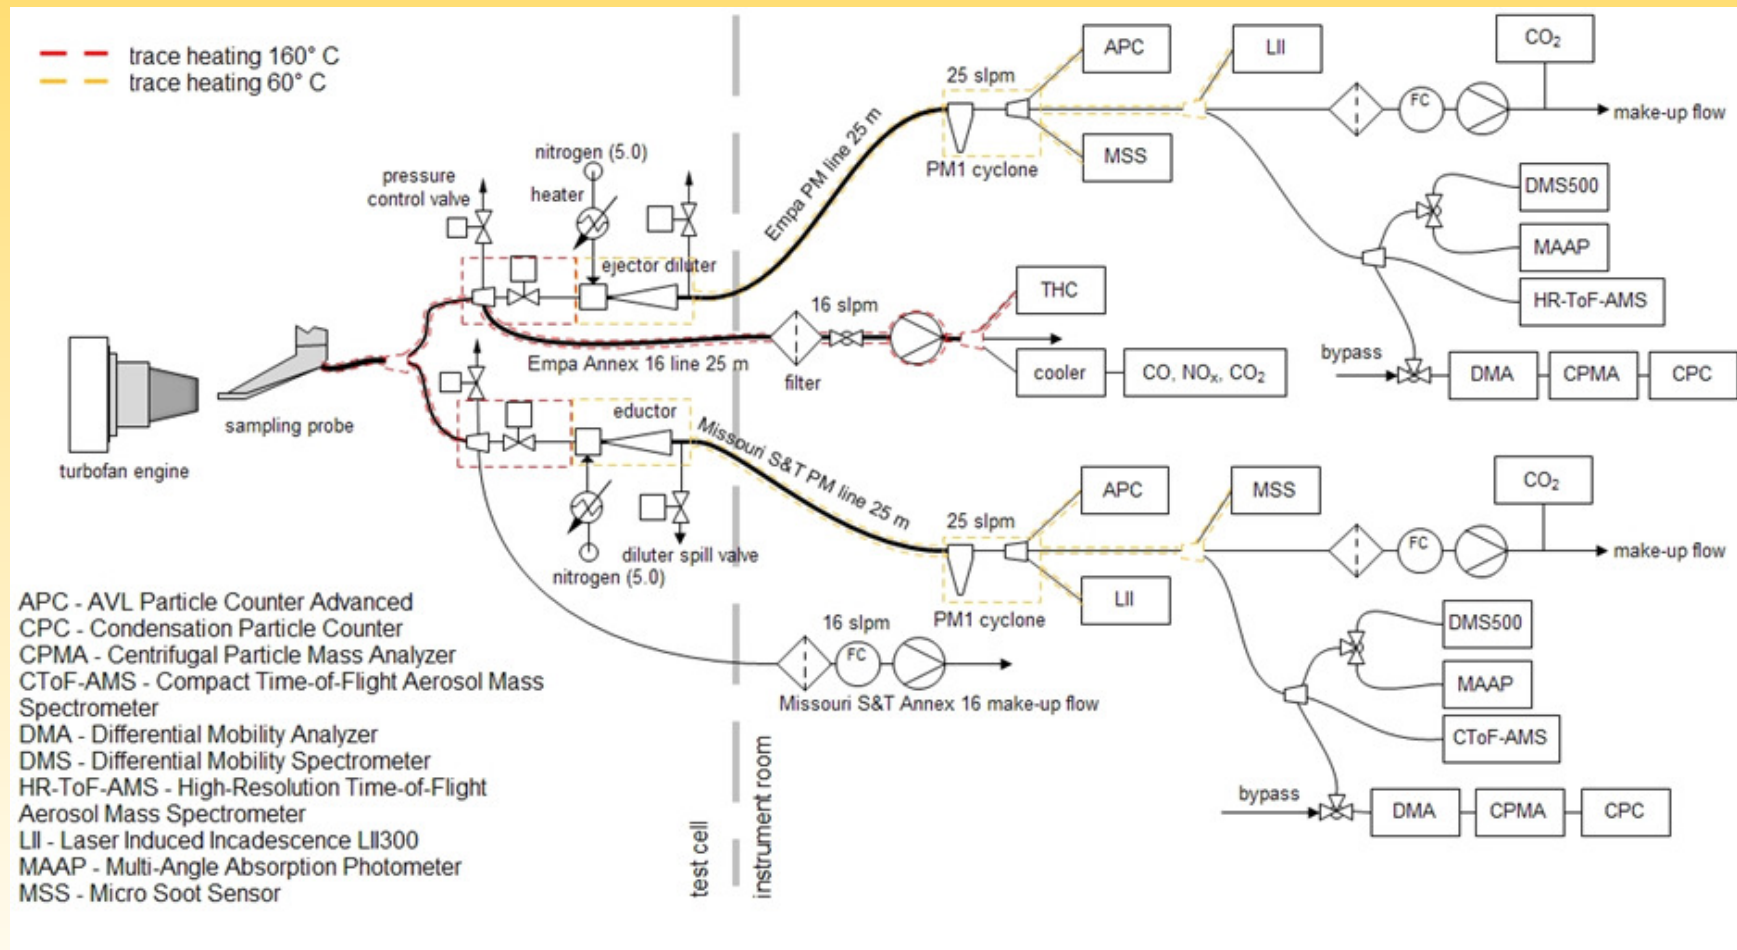 trace heating 160° C
trace heating 60° C
nitrogen (5.0)
pressure
control valve
heater
ejector diluter
Empa PM line 25 m
25 slpm
PM1 cyclone
APC
MSS
LII
CO₂
FC
make-up flow
DMS500
MAAP
HR-ToF-AMS
bypass
DMA
CPMA
CPC
Empa Annex 16 line 25 m
16 slpm
filter
THC
cooler
CO, NOₓ, CO₂
turbofan engine
sampling probe
eductor
Missouri S&T PM line 25 m
nitrogen (5.0)
diluter spill valve
25 slpm
PM1 cyclone
APC
LII
MSS
CO₂
FC
make-up flow
DMS500
MAAP
CToF-AMS
bypass
DMA
CPMA
CPC
16 slpm
FC
Missouri S&T Annex 16 make-up flow
test cell
instrument room
APC - AVL Particle Counter Advanced
CPC - Condensation Particle Counter
CPMA - Centrifugal Particle Mass Analyzer
CToF-AMS - Compact Time-of-Flight Aerosol Mass
Spectrometer
DMA - Differential Mobility Analyzer
DMS - Differential Mobility Spectrometer
HR-ToF-AMS - High-Resolution Time-of-Flight
Aerosol Mass Spectrometer
LII - Laser Induced Incadescence LII300
MAAP - Multi-Angle Absorption Photometer
MSS - Micro Soot Sensor